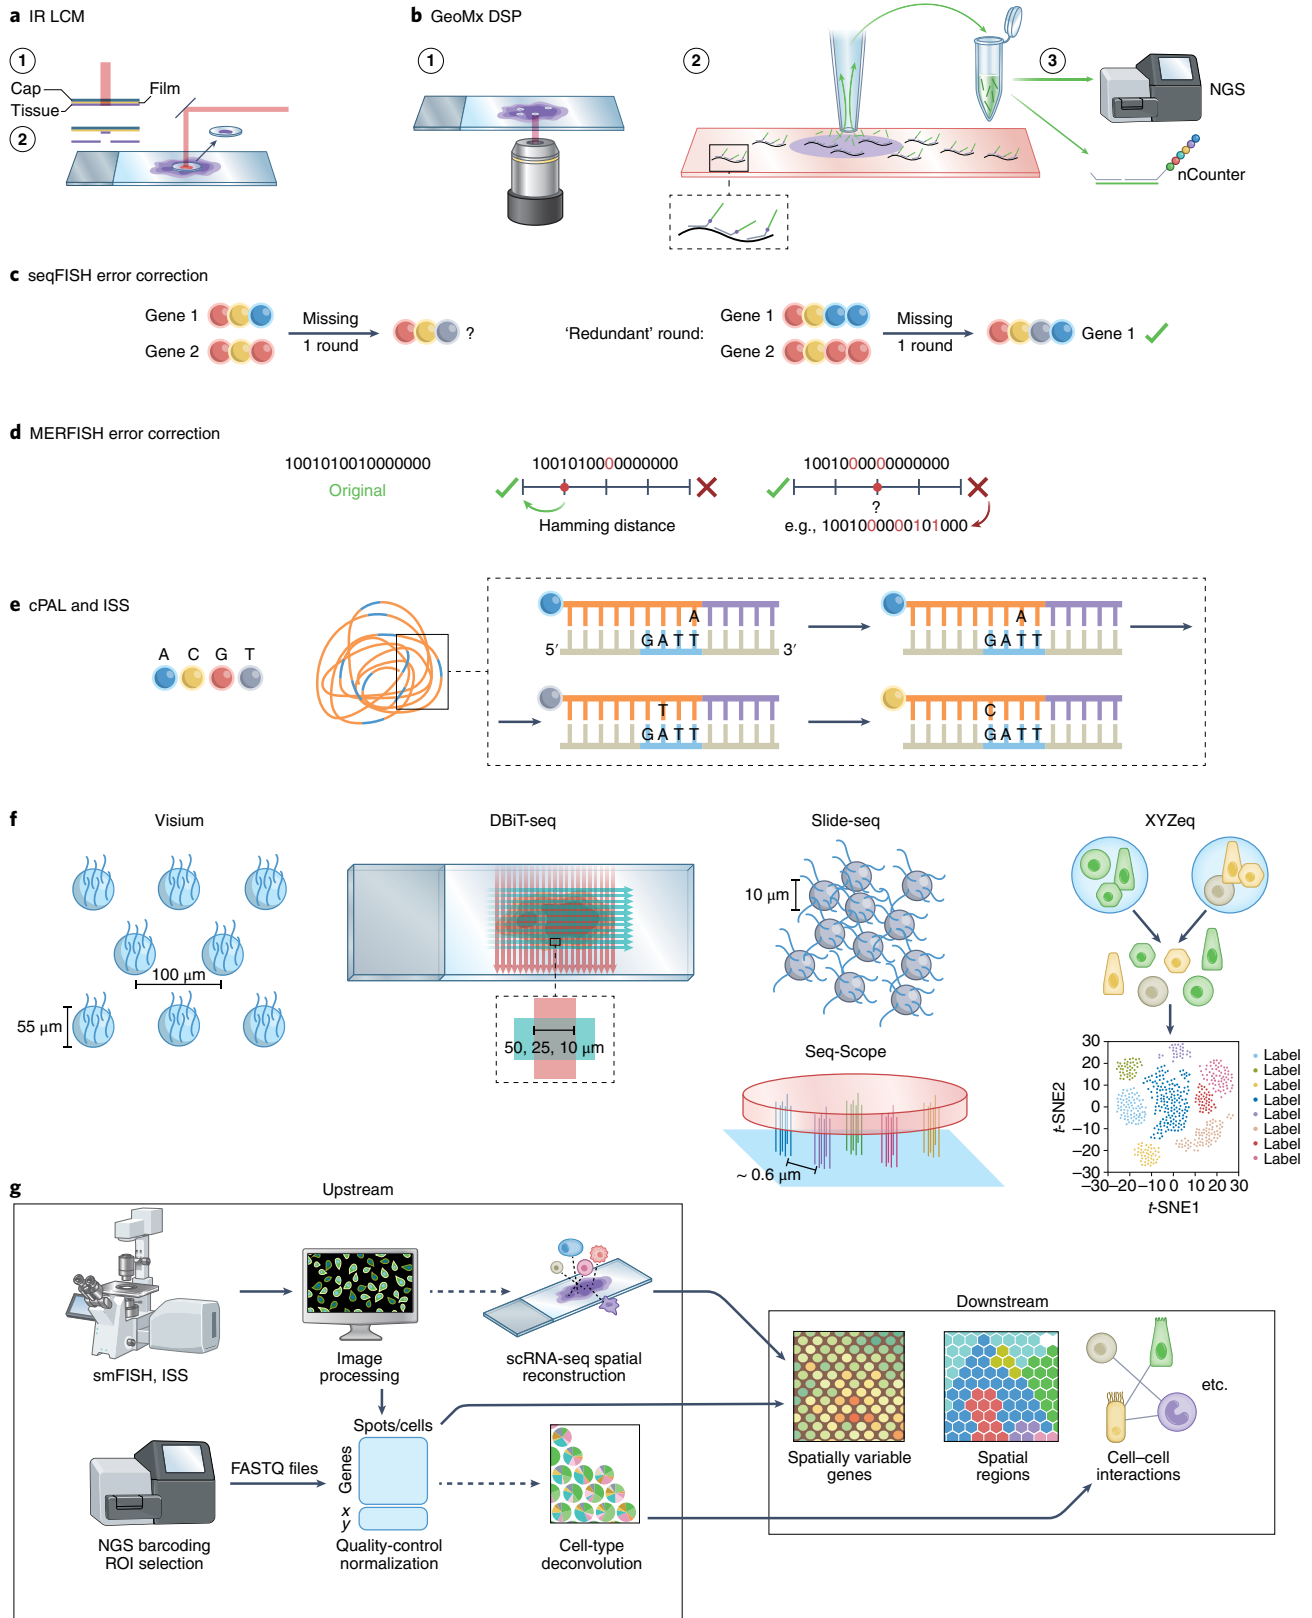 a IR LCM
1
Cap
Film
Tissue
2
b GeoMx DSP
1
2
3
NGS
nCounter
c seqFISH error correction
Gene 1
Gene 2
Missing
1 round
?
‘Redundant’ round:
Gene 1
Gene 2
Missing
1 round
Gene 1
d MERFISH error correction
1001010010000000
Original
1001010000000000
Hamming distance
1001000000000000
?
e.g., 1001000000101000
e cPAL and ISS
A C G T
A
5′ GATT 3′
A
GATT
T
GATT
C
GATT
f
Visium
100 µm
55 µm
DBiT-seq
50, 25, 10 µm
Slide-seq
10 µm
Seq-Scope
~ 0.6 µm
XYZeq
30
20
10
0
–10
–20
–30
t-SNE2
–30 –20 –10 0 10 20 30
t-SNE1
Label
Label
Label
Label
Label
Label
Label
Label
g
Upstream
smFISH, ISS
Image
processing
scRNA-seq spatial
reconstruction
NGS barcoding
ROI selection
FASTQ files
Spots/cells
Genes
x
y
Quality-control
normalization
Cell-type
deconvolution
Downstream
Spatially variable
genes
Spatial
regions
Cell–cell
interactions
etc.